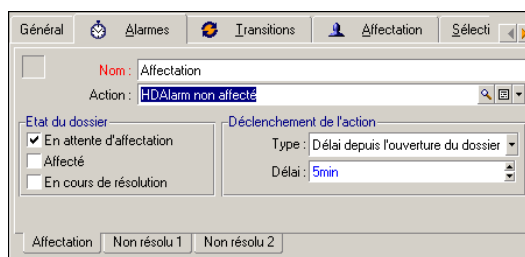 Général Alarmes Transitions Affectation Sélecti
Nom : Affectation
Action : HDAlarm non affecté
Etat du dossier
En attente d'affectation
Affecté
En cours de résolution
Déclenchement de l'action
Type : Délai depuis l'ouverture du dossier
Délai : 5min
Affectation Non résolu 1 Non résolu 2